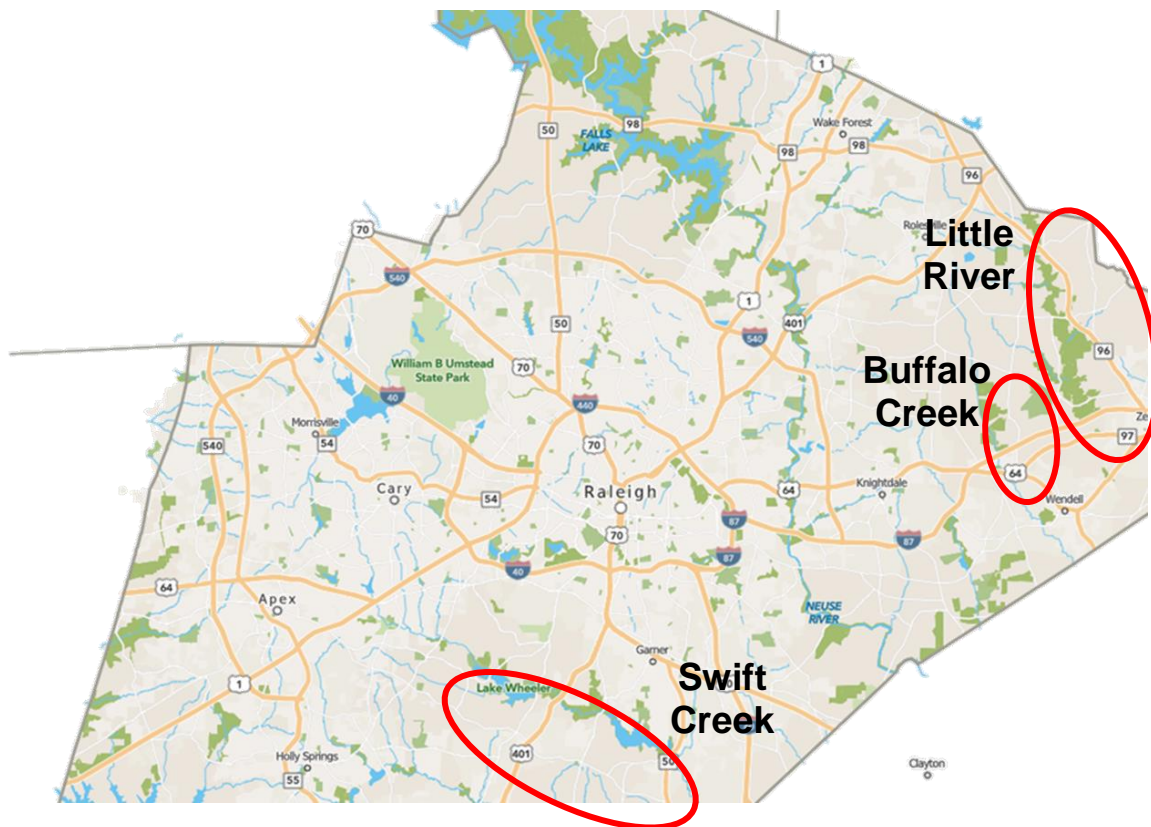 1
50
98
Wake Forest
98
98
FALLS
LAKE
96
70
Rolesville
Little
River
540
1
401
50
540
William B Umstead
State Park
70
96
Buffalo
Creek
40
440
Morrisville
54
540
70
97
Cary
54
Raleigh
64
Knightdale
64
Wendell
87
70
87
87
40
64
Apex
NEUSE
RIVER
Garner
Swift
Creek
1
Lake Wheeler
401
50
Holly Springs
55
Clayton